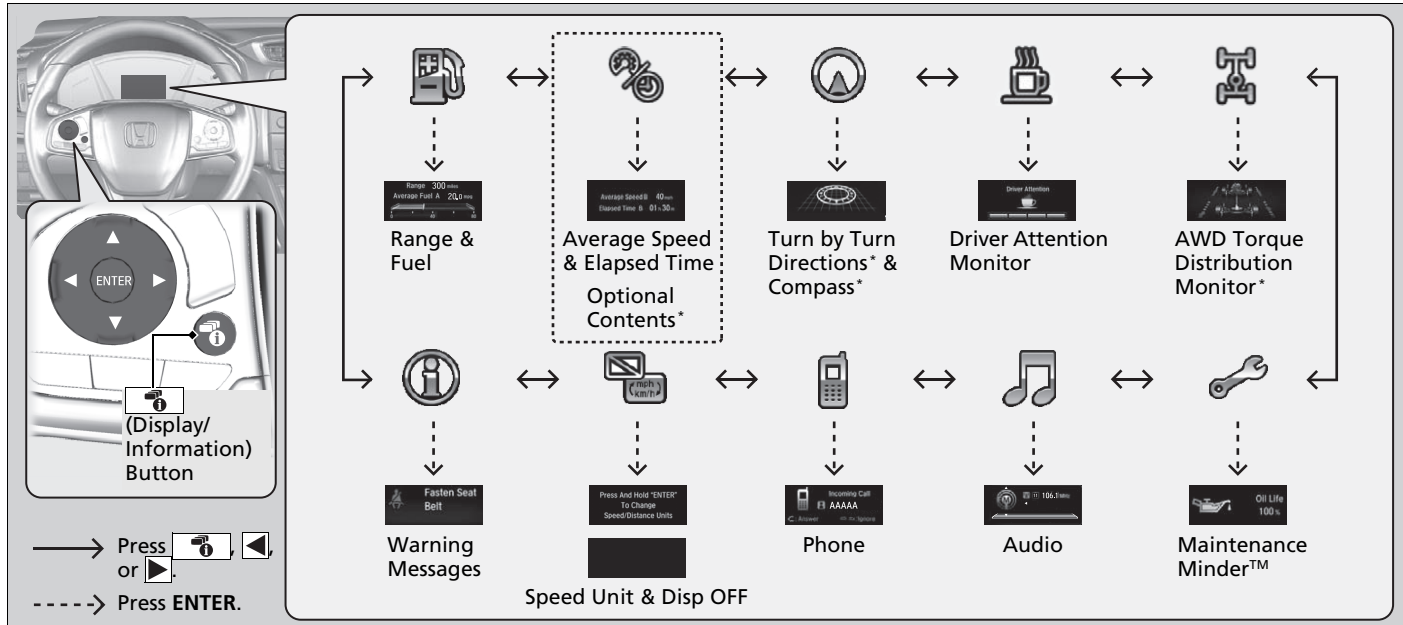 Range 300 miles
Average Fuel A 20.0 MPG
0 40 80
Range &
Fuel
Average Speed B 40 mph
Elapsed Time B 01 h 30 m
Average Speed
& Elapsed Time
Optional
Contents*
Turn by Turn
Directions* &
Compass*
Driver Attention
Driver Attention
Monitor
AWD Torque
Distribution
Monitor*
ENTER
i
i
(Display/
Information)
Button
i
mph
km/h
Fasten Seat
Belt
Warning
Messages
Press And Hold "ENTER"
To Change
Speed/Distance Units
Speed Unit & Disp OFF
Incoming Call
AAAAA
: Answer : Ignore
Phone
106.1 MHz
Audio
Oil Life
100 %
Maintenance
Minder™
Press i, ◀,
or ▶.
Press ENTER.